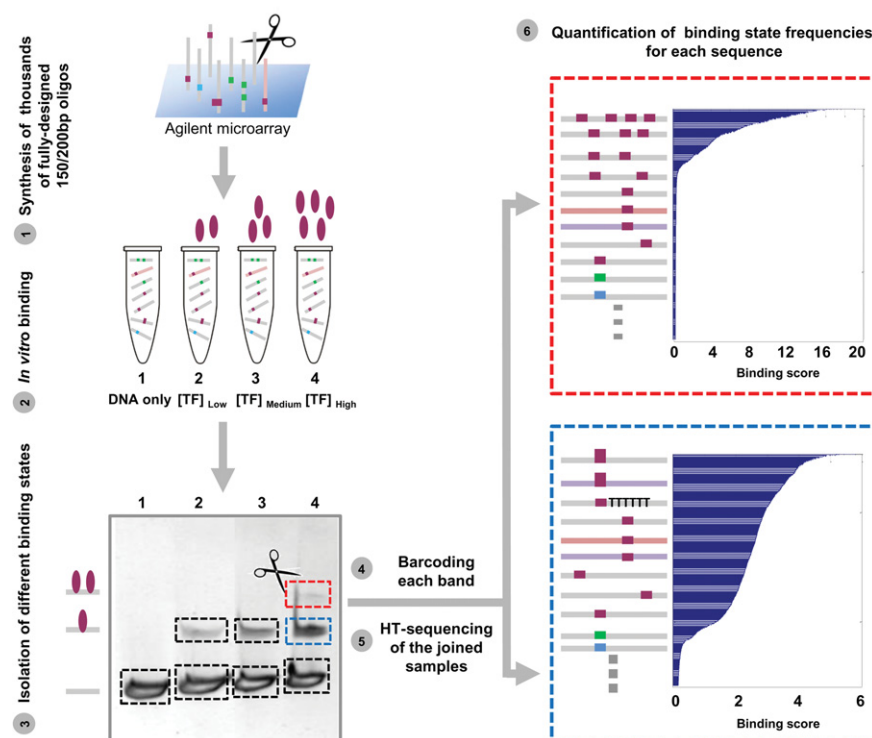 1 Synthesis of thousands
of fully-designed
150/200bp oligos
Agilent microarray
2 In vitro binding
1 2 3 4
DNA only [TF] Low [TF] Medium [TF] High
3 Isolation of different binding states
1 2 3 4
4 Barcoding
each band
5 HT-sequencing
of the joined
samples
6 Quantification of binding state frequencies
for each sequence
0 4 8 12 16 20
Binding score
TTTTTT
0 2 4 6
Binding score